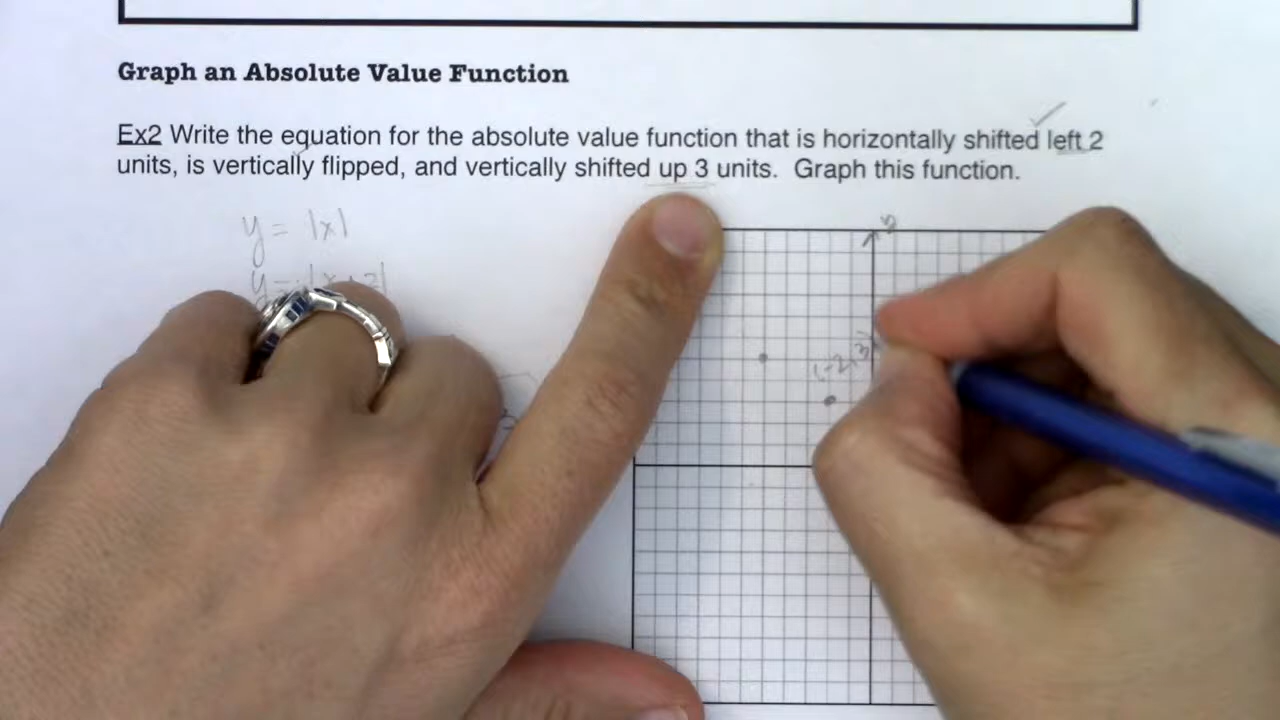 Graph an Absolute Value Function
Ex2 Write the equation for the absolute value function that is horizontally shifted left 2
units, is vertically flipped, and vertically shifted up 3 units. Graph this function.
y = |x|
y = |x+2|
y
(-2,3)